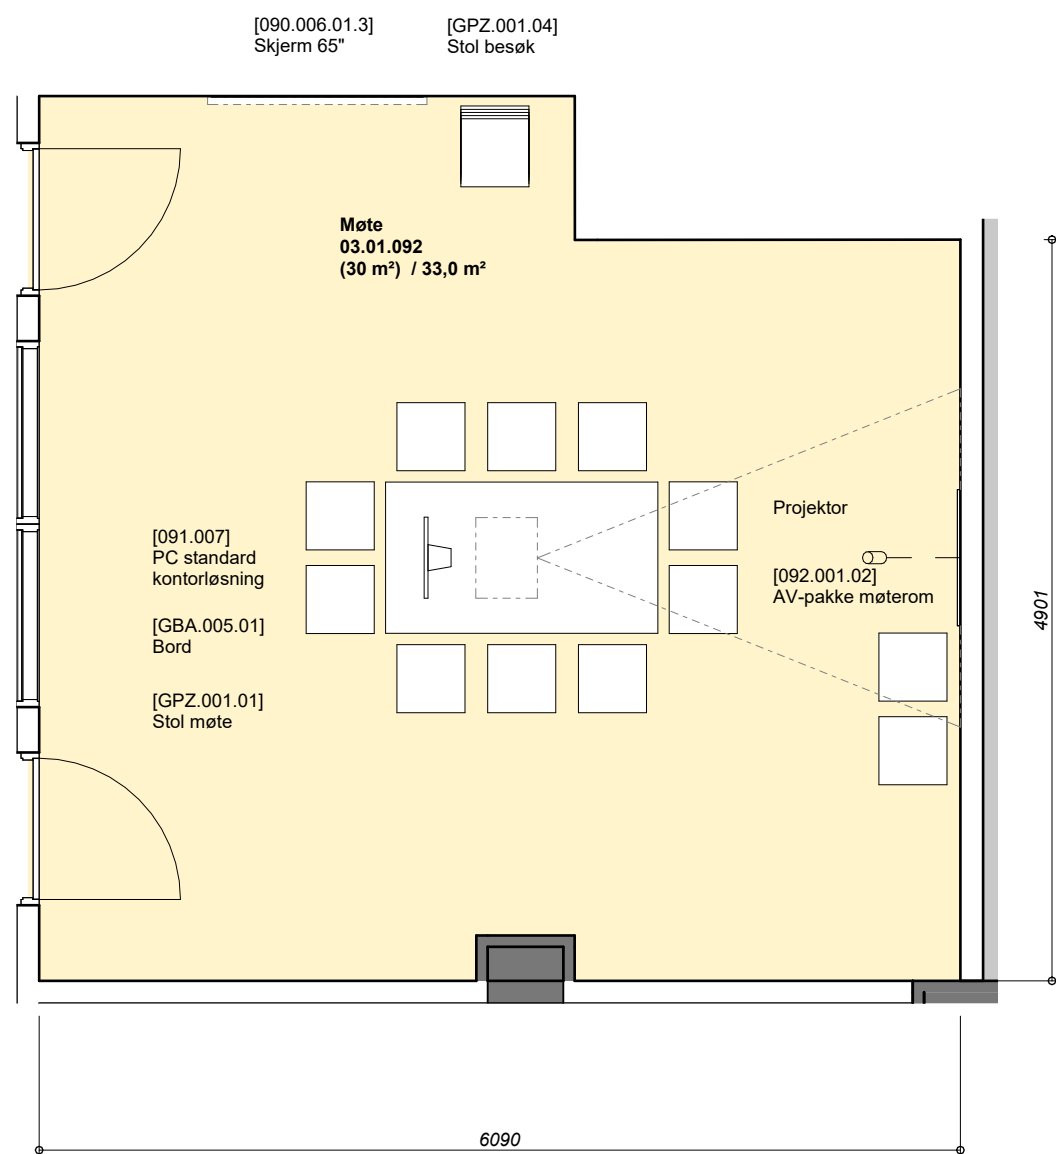 [090.006.01.3]
Skjerm 65"
[GPZ.001.04]
Stol besøk
Møte
03.01.092
(30 m²) / 33,0 m²
Projektor
[091.007]
PC standard
kontorløsning
[092.001.02]
AV-pakke møterom
[GBA.005.01]
Bord
[GPZ.001.01]
Stol møte
4901
6090